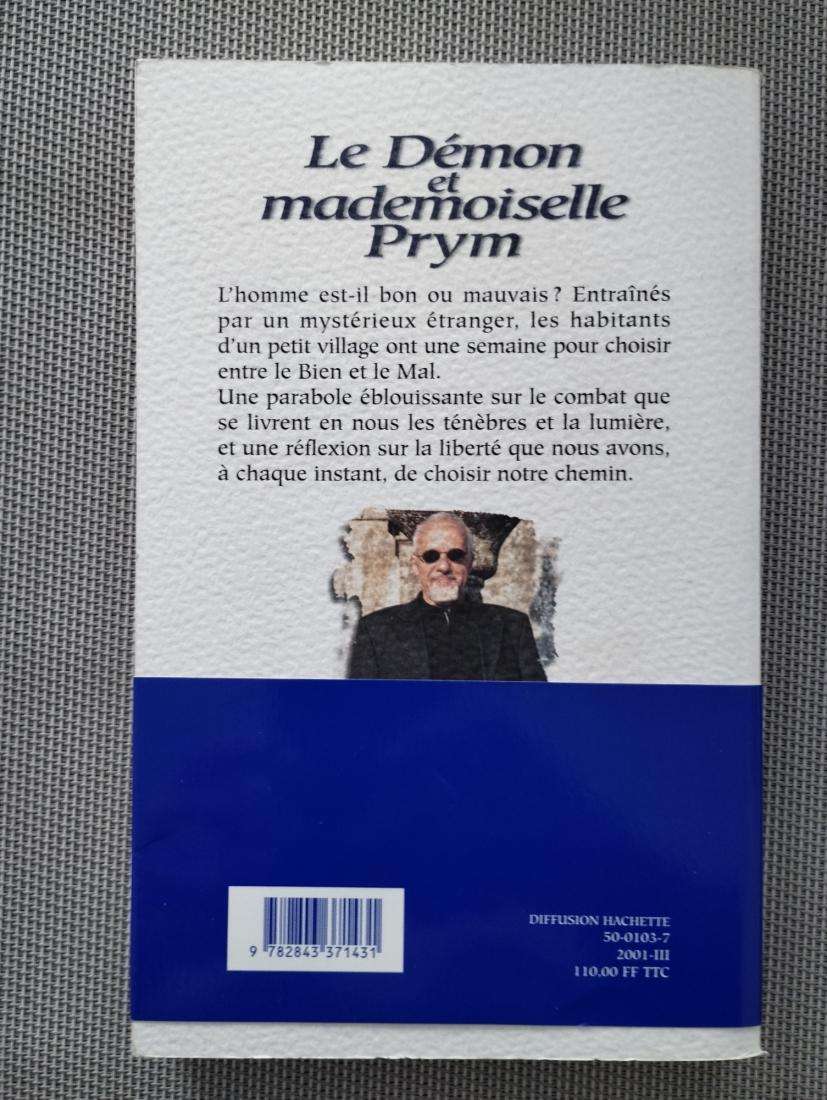 Le Démon
et
mademoiselle
Prym
L'homme est-il bon ou mauvais ? Entraînés
par un mystérieux étranger, les habitants
d'un petit village ont une semaine pour choisir
entre le Bien et le Mal.
Une parabole éblouissante sur le combat que
se livrent en nous les ténèbres et la lumière,
et une réflexion sur la liberté que nous avons,
à chaque instant, de choisir notre chemin.
9 782843 371431
DIFFUSION HACHETTE
50-0103-7
2001-III
110,00 FF TTC